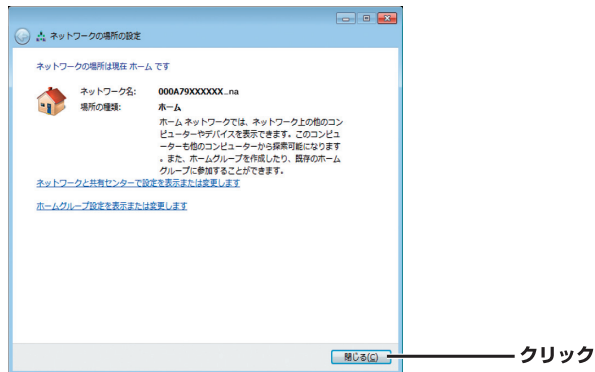 ネットワークの場所の設定
ネットワークの場所は現在 ホーム です
ネットワーク名: 000A79XXXXXX_na
場所の種類: ホーム
ホーム ネットワークでは、ネットワーク上の他のコン
ピューターやデバイスを表示できます。このコンピュ
ーターも他のコンピューターから探索可能になります
。また、ホームグループを作成したり、既存のホーム
グループに参加することができます。
ネットワークと共有センターで設定を表示または変更します
ホームグループ設定を表示または変更します
閉じる(C)
クリック